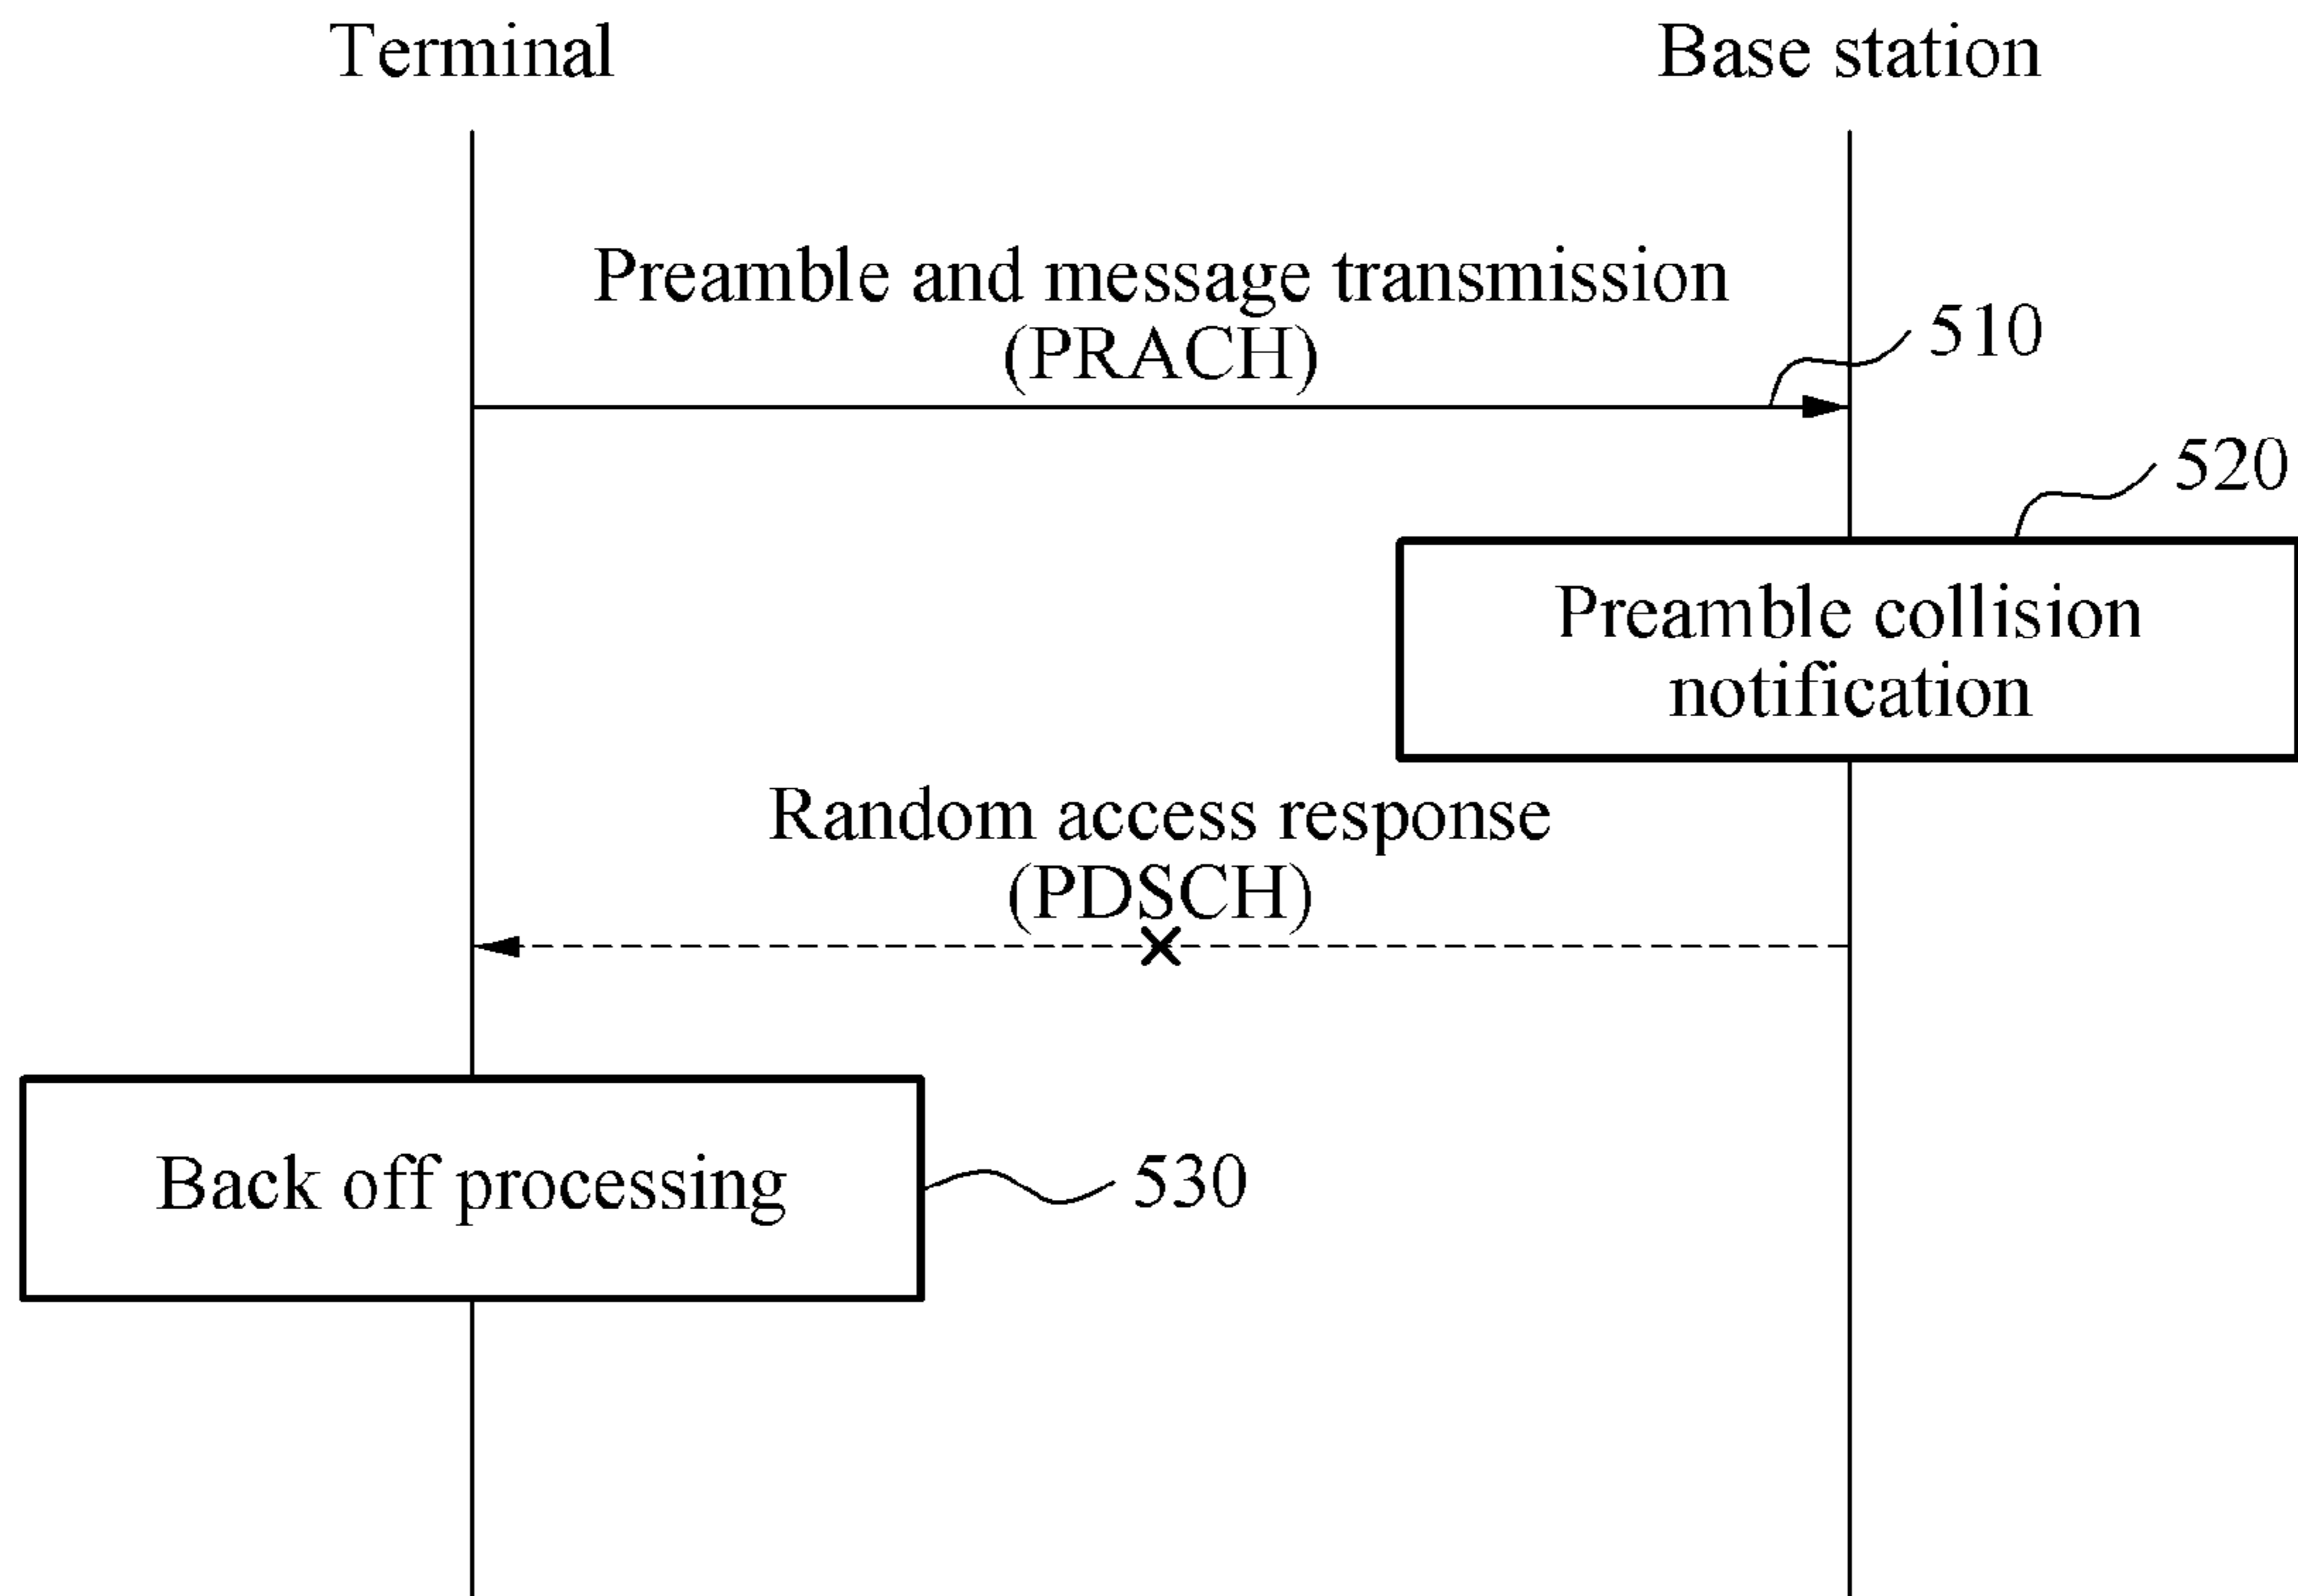 Terminal
Base station
Preamble and message transmission
(PRACH)
510
520
Preamble collision
notification
Random access response
(PDSCH)
Back off processing
530